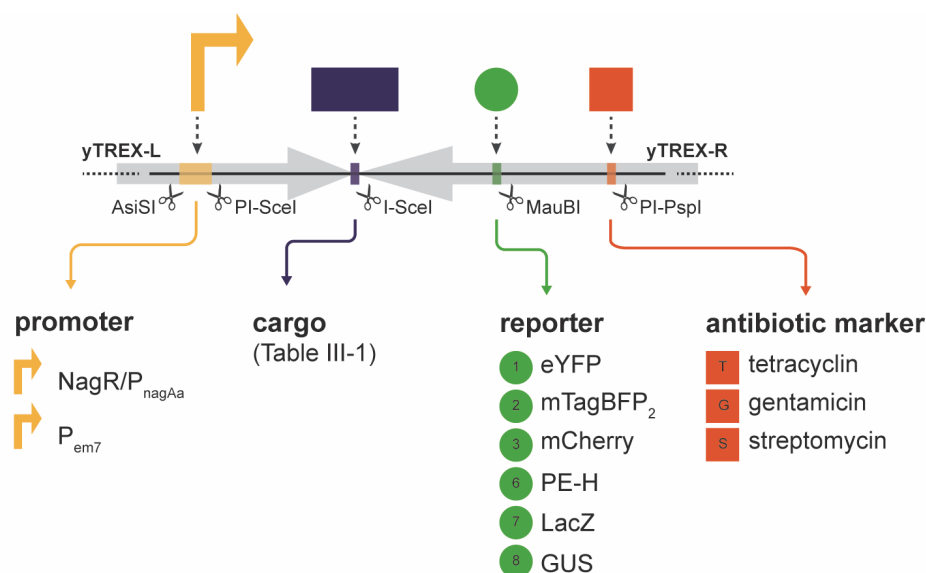 yTREX-L
yTREX-R
AsiSI
PI-SceI
I-SceI
MauBI
PI-PspI
promoter
cargo
reporter
antibiotic marker
(Table III-1)
NagR/PnagAa
Pem7
1 eYFP
2 mTagBFP2
3 mCherry
6 PE-H
7 LacZ
8 GUS
T tetracyclin
G gentamicin
S streptomycin